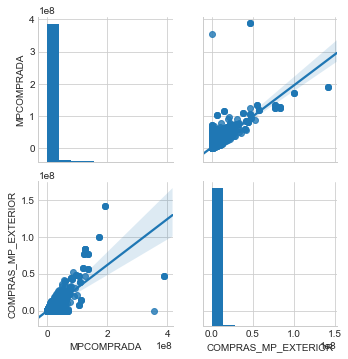 1e8
4
3
2
1
0
MPCOMPRADA
1e8
1.5
1.0
0.5
0.0
COMPRAS_MP_EXTERIOR
0
2
4
1e8
MPCOMPRADA
0.0
0.5
1.0
1.5
1e8
COMPRAS_MP_EXTERIOR